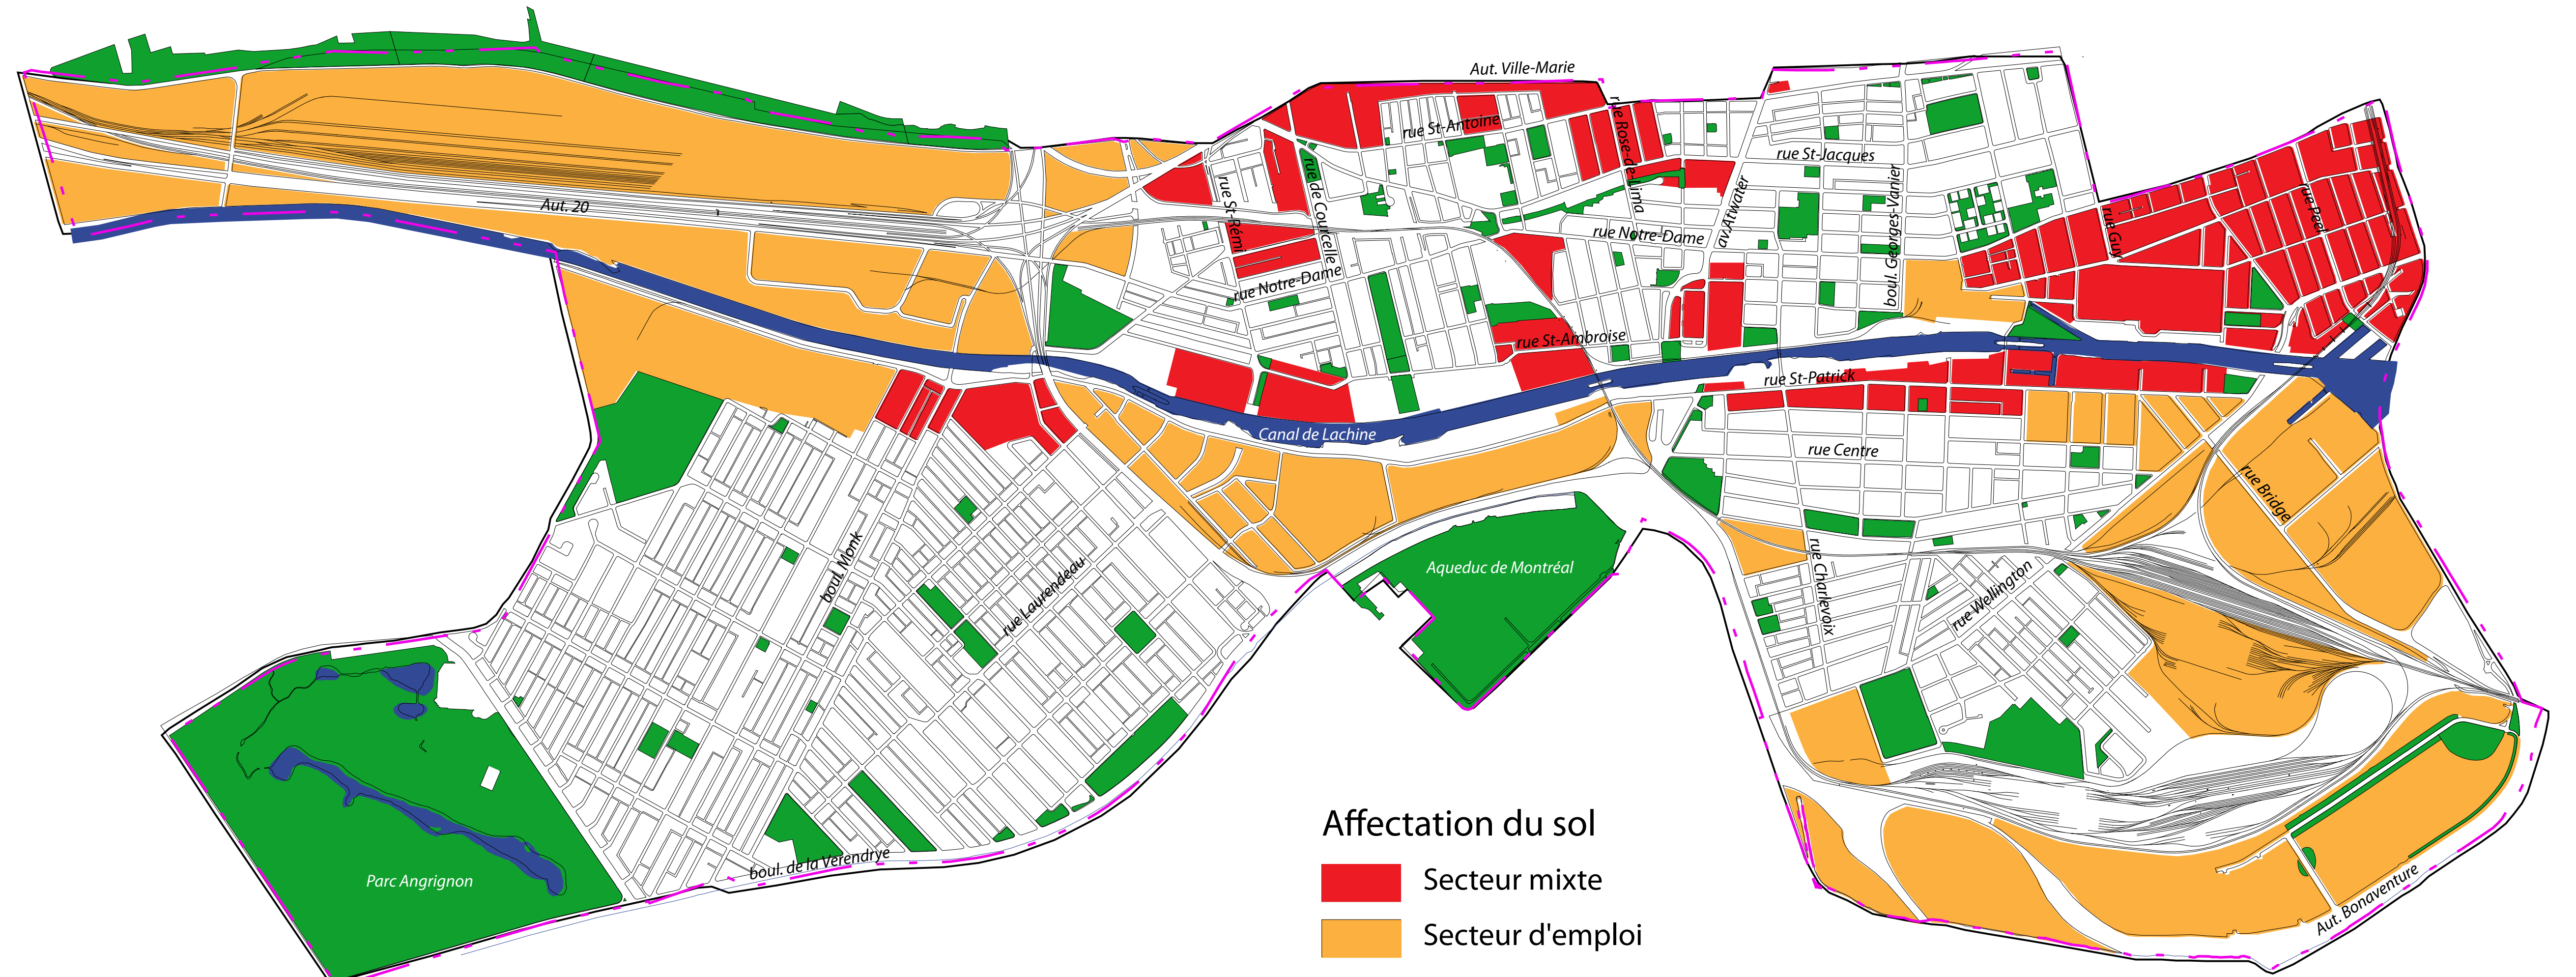 Aut. Ville-Marie
rue St-Antoine
rue Rose-de-Lima
rue St-Jacques
rue de Courcelle
rue St-Rémi
av.Atwater
boul. Georges-Vanier
rue Guy
rue Peel
Aut. 20
rue Notre-Dame
rue Notre-Dame
rue St-Ambroise
rue St-Patrick
Canal de Lachine
rue Centre
rue Bridge
boul. Monk
rue Laurendeau
Aqueduc de Montréal
rue Charlevoix
rue Wellington
Parc Angrignon
boul. de la Verendrye
Aut. Bonaventure
Affectation du sol
Secteur mixte
Secteur d'emploi